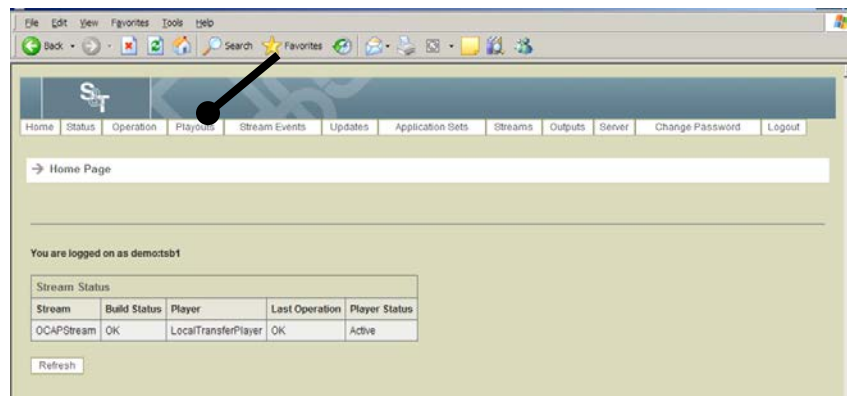 File Edit View Favorites Tools Help
Back Search Favorites
S&T
Home Status Operation Playouts Stream Events Updates Application Sets Streams Outputs Server Change Password Logout
→ Home Page
You are logged on as demo:tsb1
Stream Status
Stream Build Status Player Last Operation Player Status
OCAPStream OK LocalTransferPlayer OK Active
Refresh